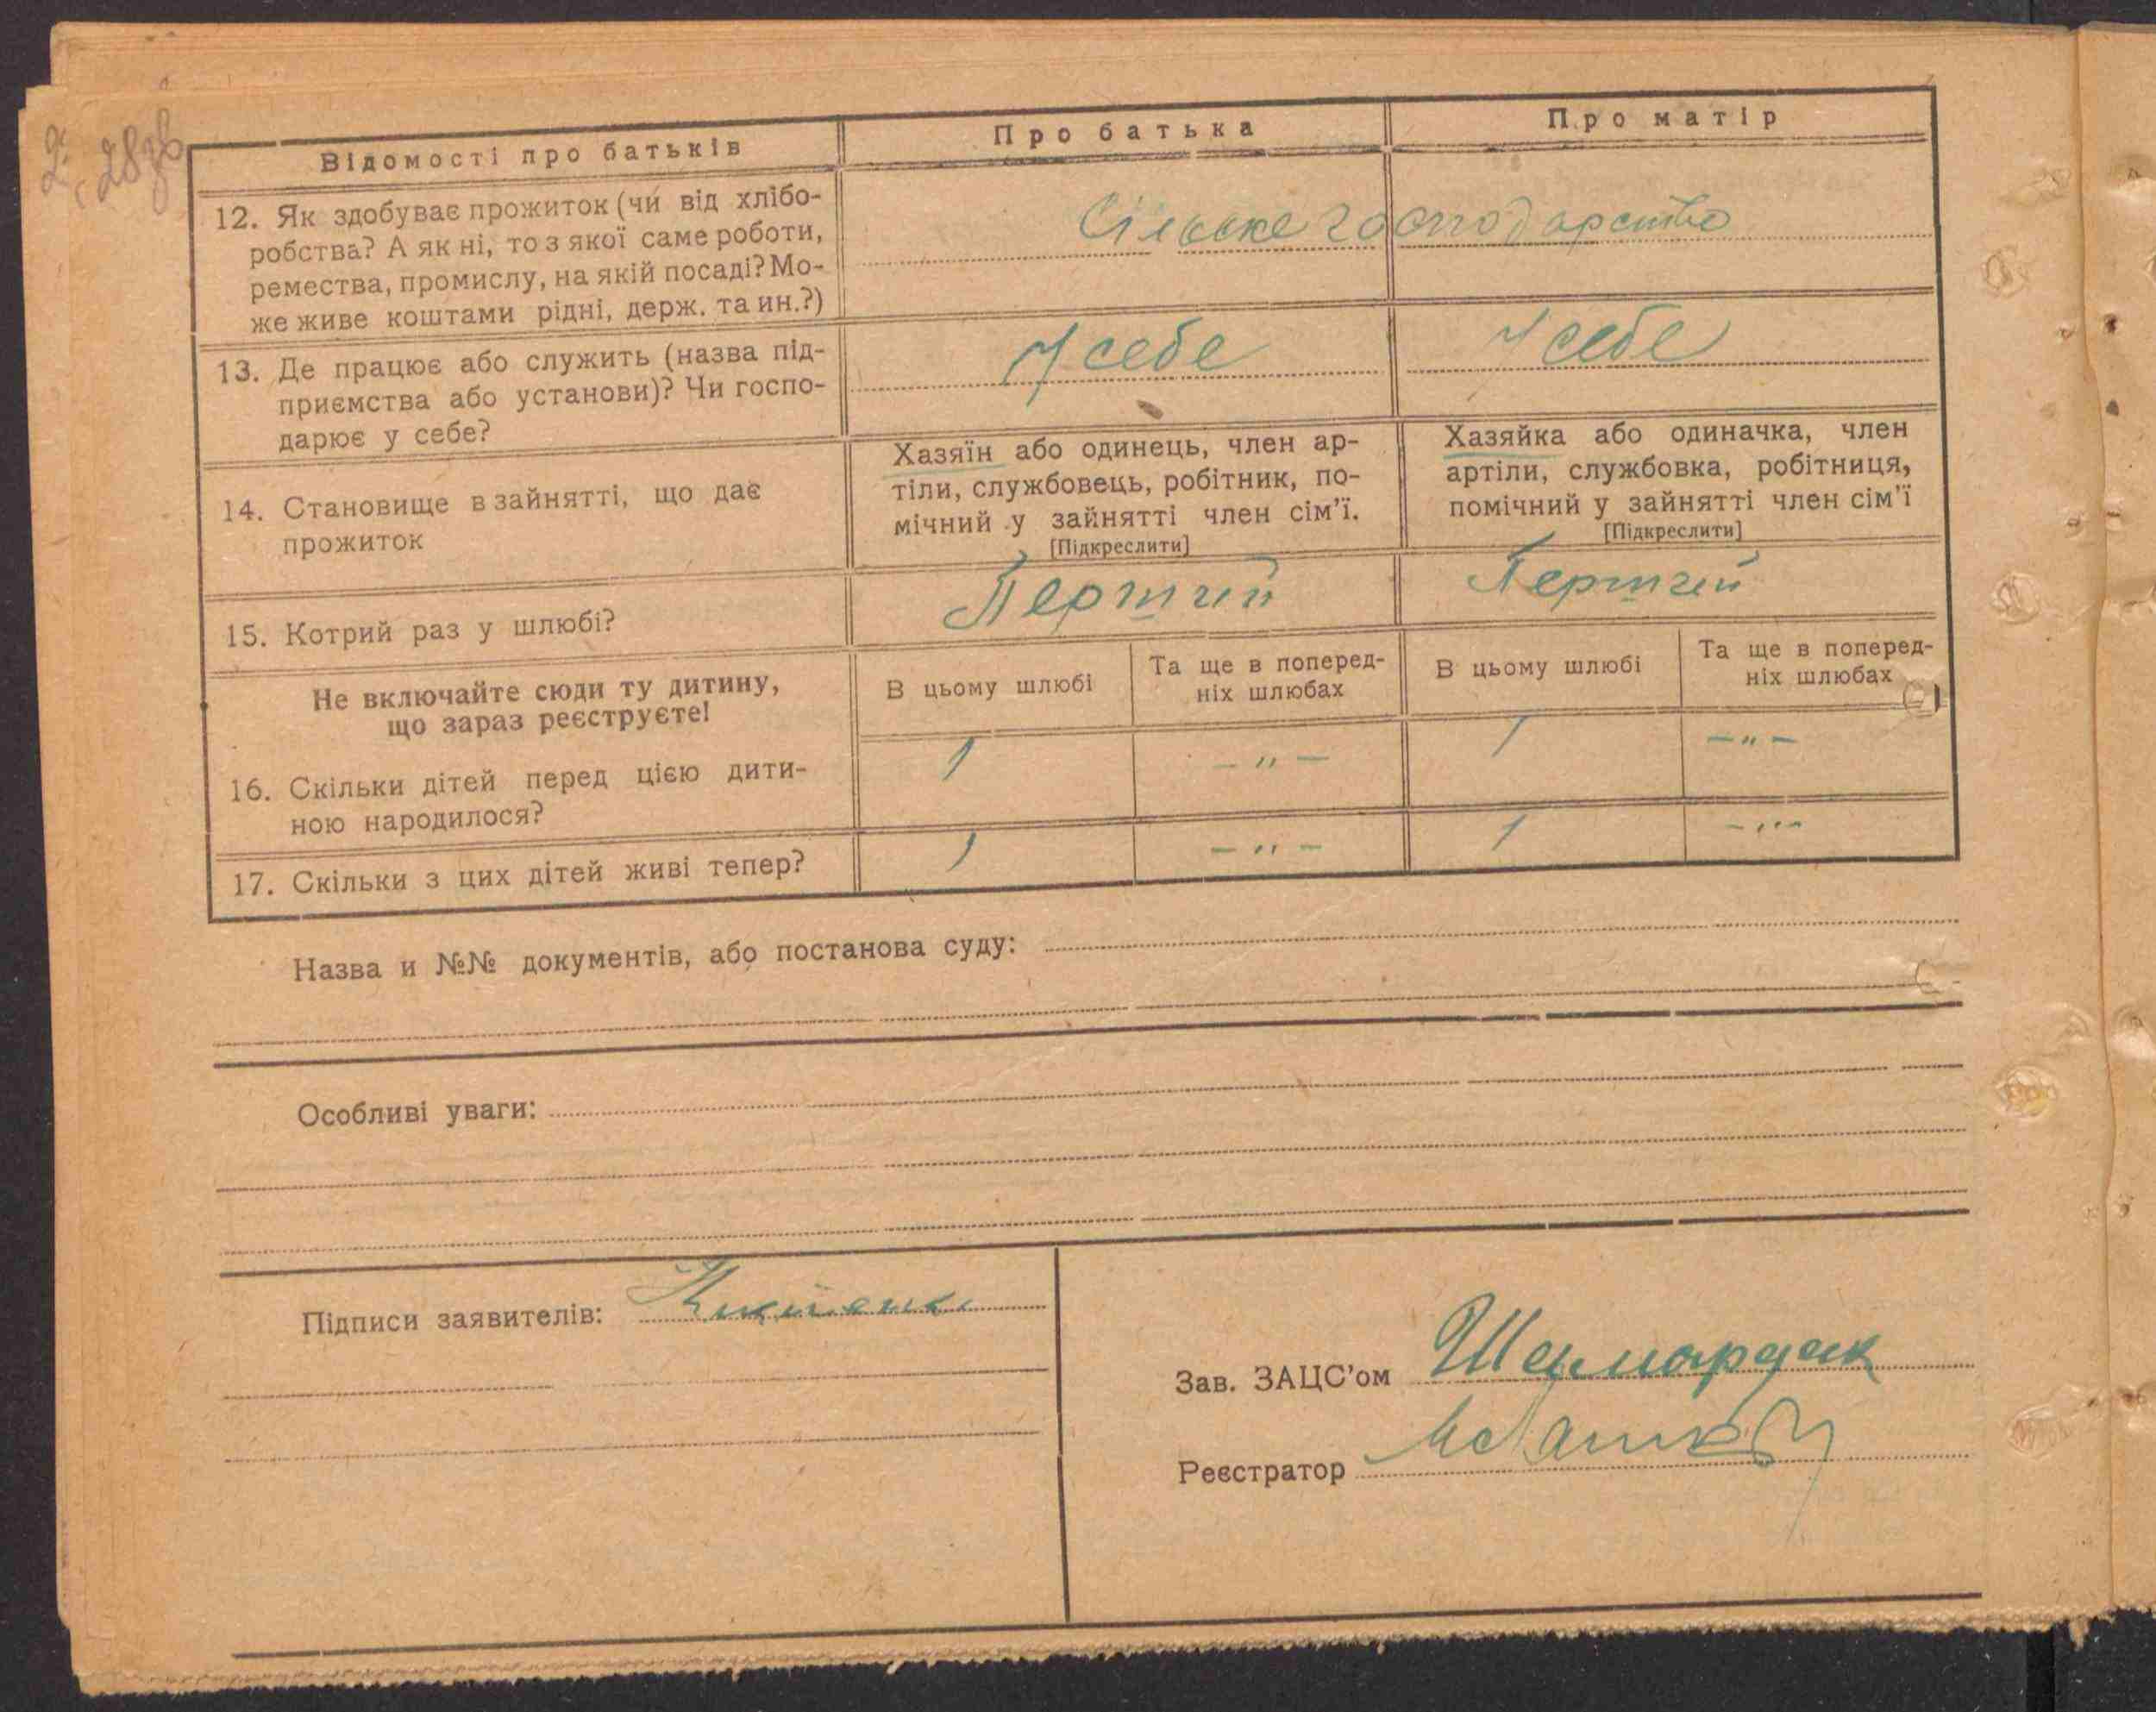 28зв
Відомості про батьків
Про батька
Про матір
12. Як здобуває прожиток (чи від хлібо-
робства? А як ні, то з якої саме роботи,
ремества, промислу, на якій посаді? Мо-
же живе коштами рідні, держ. та ин.?)
Сільське господарство
13. Де працює або служить (назва під-
приємства або установи)? Чи госпо-
дарює у себе?
У себе
У себе
14. Становище в зайнятті, що дає
прожиток
Хазяїн або одинець, член ар-
тіли, службовець, робітник, по-
мічний у зайнятті член сім'ї.
[Підкреслити]
Хазяйка або одиначка, член
артіли, службовка, робітниця,
помічний у зайнятті член сім'ї
[Підкреслити]
15. Котрий раз у шлюбі?
Перший
Перший
Не включайте сюди ту дитину,
що зараз реєструєте!
В цьому шлюбі
Та ще в поперед-
ніх шлюбах
В цьому шлюбі
Та ще в поперед-
ніх шлюбах
16. Скільки дітей перед цією дити-
ною народилося?
1
– " –
1
– " –
17. Скільки з цих дітей живі тепер?
1
– " –
1
– " –
Назва и №№ документів, або постанова суду:
Особливі уваги:
Підписи заявителів:
Зав. ЗАЦС'ом
Реєстратор